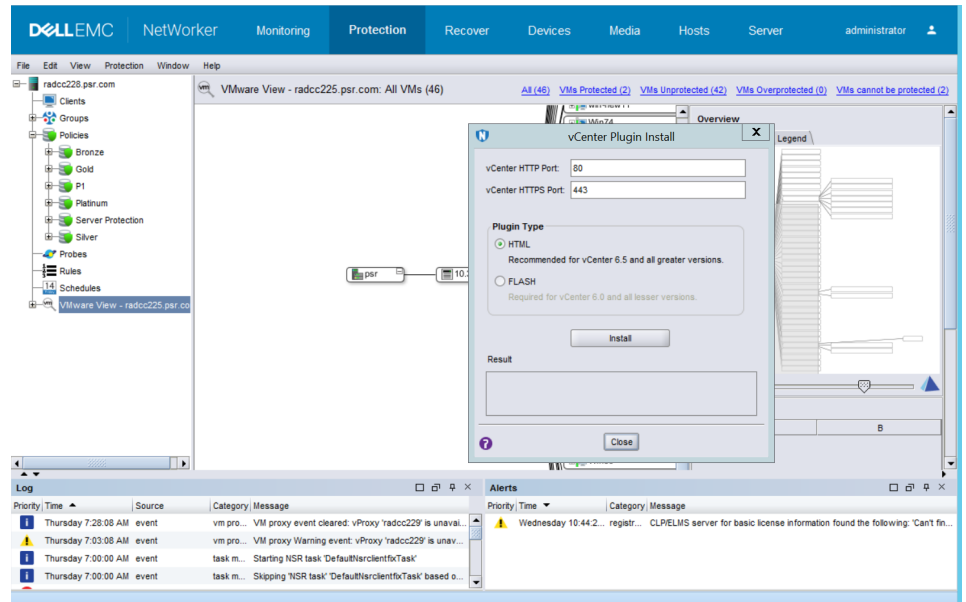 DELLEMC NetWorker Monitoring Protection Recover Devices Media Hosts Server administrator
File Edit View Protection Window Help
radcc228.psr.com
Clients
Groups
Policies
Bronze
Gold
P1
Platinum
Server Protection
Silver
Probes
Rules
14 Schedules
VMware View - radcc225.psr.co
VMware View - radcc225.psr.com: All VMs (46)
All (46) VMs Protected (2) VMs Unprotected (42) VMs Overprotected (0) VMs cannot be protected (2)
Win74
psr
10.
Overview
Legend
B
vCenter Plugin Install
X
vCenter HTTP Port: 80
vCenter HTTPS Port: 443
Plugin Type
HTML
Recommended for vCenter 6.5 and all greater versions.
FLASH
Required for vCenter 6.0 and all lesser versions.
Install
Result
?
Close
Log
Priority Time Source Category Message
Thursday 7:28:08 AM event vm pro... VM proxy event cleared: vProxy 'radcc229' is unavai...
Thursday 7:03:08 AM event vm pro... VM proxy Warning event: vProxy 'radcc229' is unav...
Thursday 7:00:00 AM event task m... Starting NSR task 'DefaultNsrclientfixTask'
Thursday 7:00:00 AM event task m... Skipping 'NSR task' 'DefaultNsrclientfixTask' based o...
Alerts
Priority Time Category Message
Wednesday 10:44:2... registr... CLP/ELMS server for basic license information found the following: 'Can't fin...